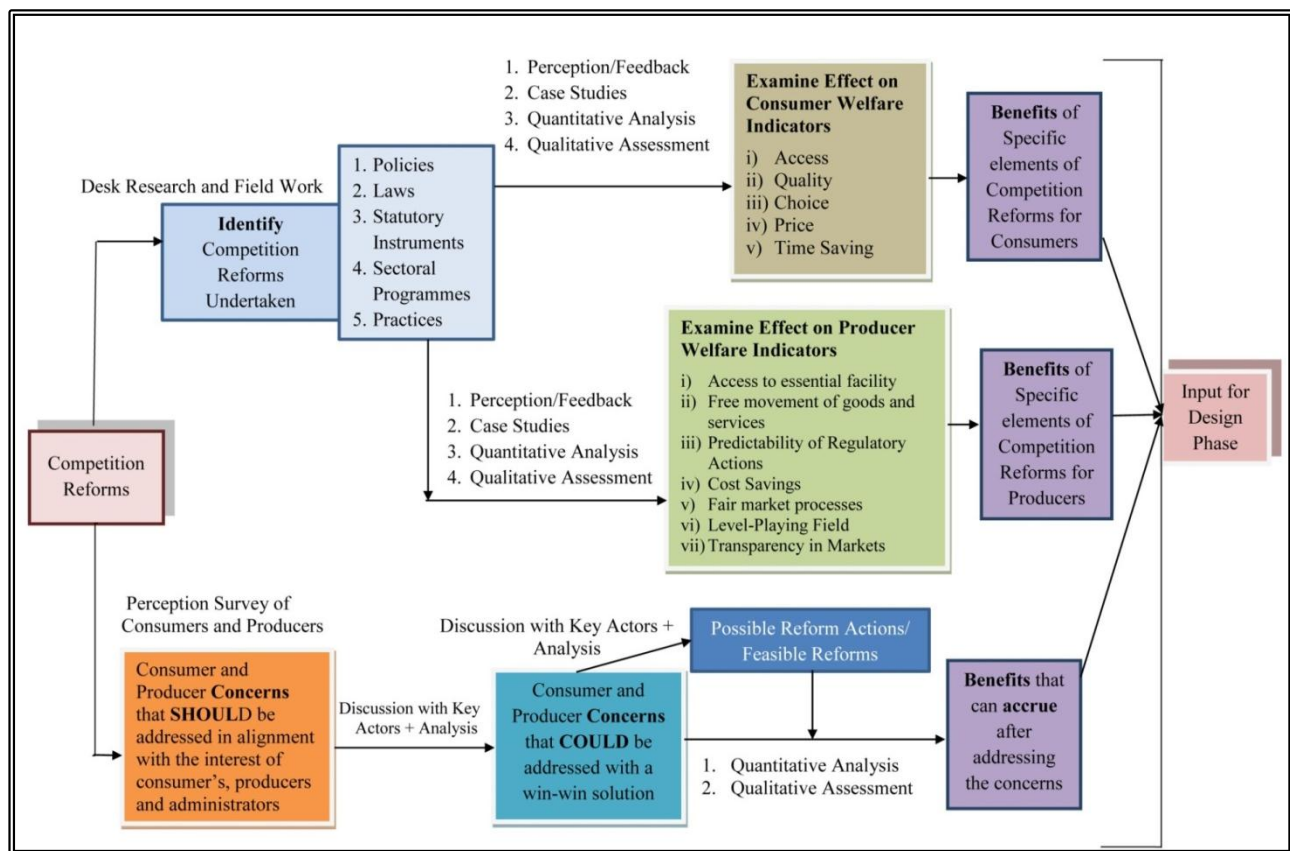 1. Perception/Feedback
2. Case Studies
3. Quantitative Analysis
4. Qualitative Assessment
Examine Effect on
Consumer Welfare
Indicators
i) Access
ii) Quality
iii) Choice
iv) Price
v) Time Saving
Benefits of
Specific
elements of
Competition
Reforms for
Consumers
Desk Research and Field Work
Identify
Competition
Reforms
Undertaken
1. Policies
2. Laws
3. Statutory
Instruments
4. Sectoral
Programmes
5. Practices
Examine Effect on Producer
Welfare Indicators
i) Access to essential facility
ii) Free movement of goods and
services
iii) Predictability of Regulatory
Actions
iv) Cost Savings
v) Fair market processes
vi) Level-Playing Field
vii) Transparency in Markets
Benefits of
Specific
elements of
Competition
Reforms for
Producers
Input for
Design
Phase
1. Perception/Feedback
2. Case Studies
3. Quantitative Analysis
4. Qualitative Assessment
Competition
Reforms
Perception Survey of
Consumers and Producers
Consumer and
Producer Concerns
that SHOULD be
addressed in alignment
with the interest of
consumer’s, producers
and administrators
Discussion with Key
Actors + Analysis
Discussion with Key Actors +
Analysis
Consumer and
Producer Concerns
that COULD be
addressed with a
win-win solution
Possible Reform Actions/
Feasible Reforms
1. Quantitative Analysis
2. Qualitative Assessment
Benefits that
can accrue
after
addressing
the concerns